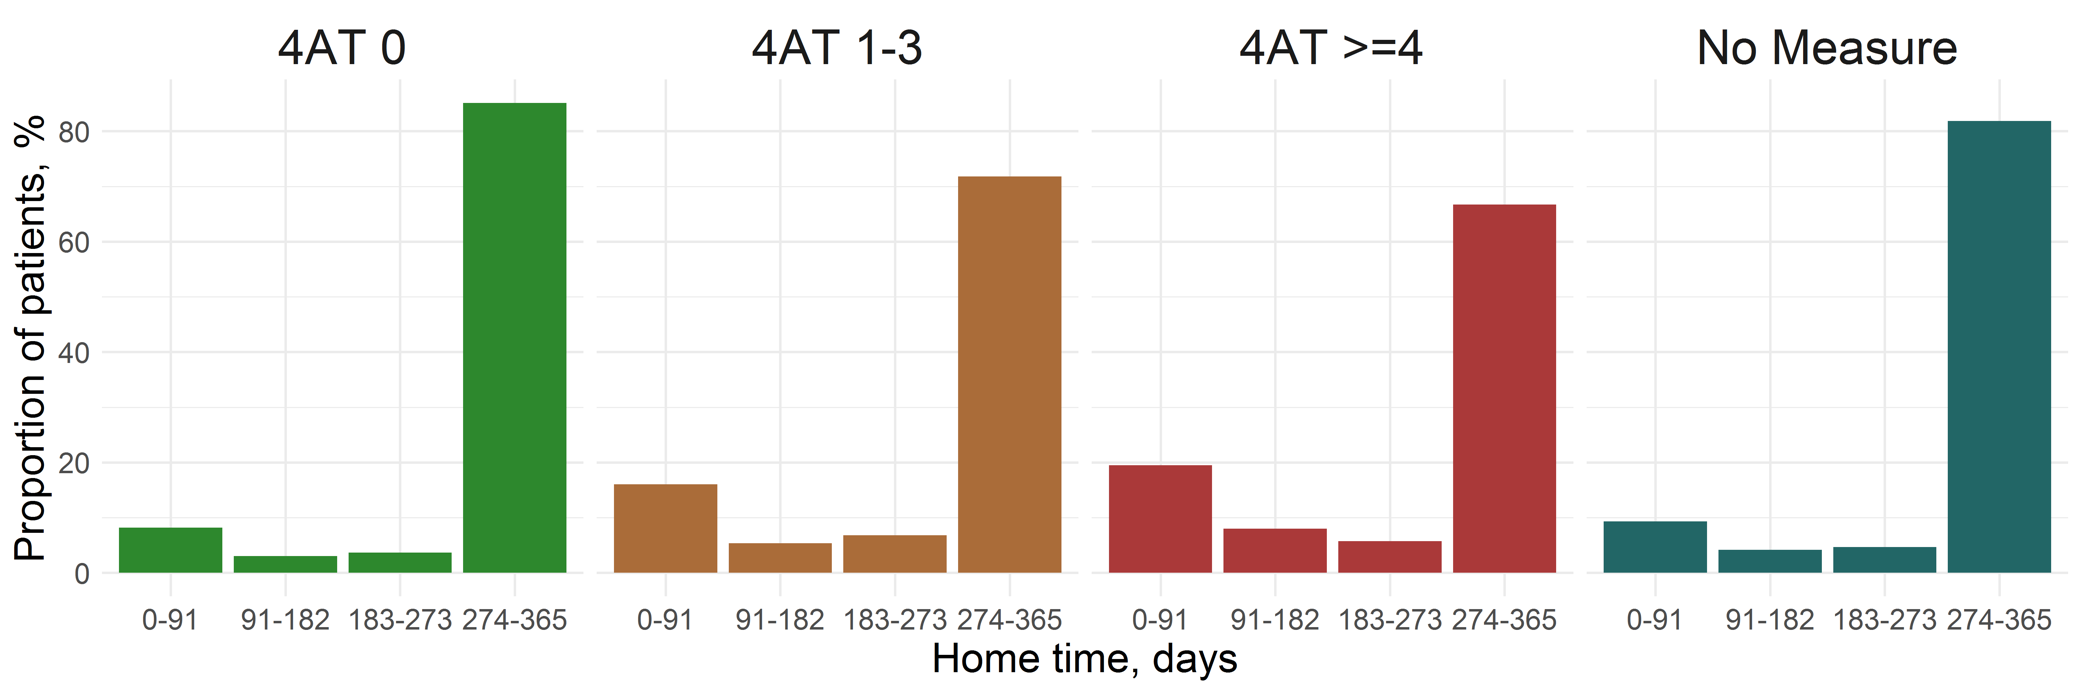 4AT 0 4AT 1-3 4AT >=4 No Measure
Proportion of patients, %
80
60
40
20
0
0-91 91-182 183-273 274-365 0-91 91-182 183-273 274-365 0-91 91-182 183-273 274-365 0-91 91-182 183-273 274-365
Home time, days